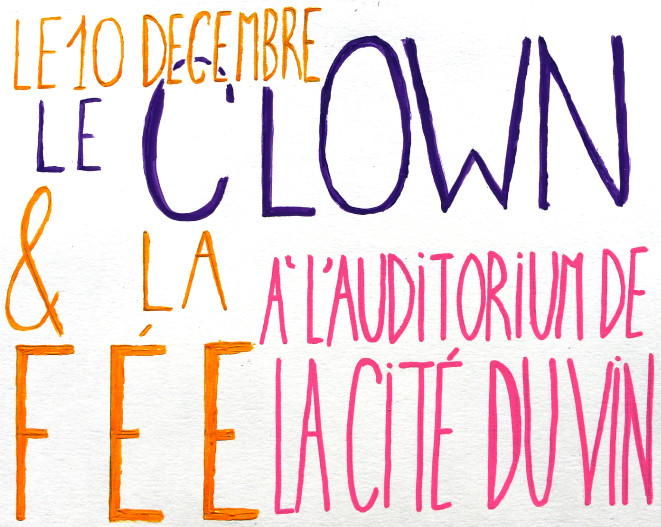 LE 10 DECEMBRE
LE CLOWN
& LA
FÉE
A' L'AUDiTORiUM DE
LA CiTÉ DU ViN